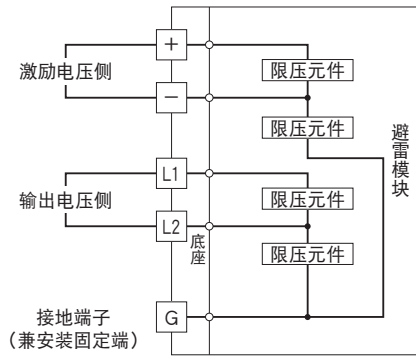 +
限压元件
激励电压侧
−
限压元件
避雷模块
L1
限压元件
输出电压侧
L2
底座
限压元件
接地端子
G
（兼安装固定端）